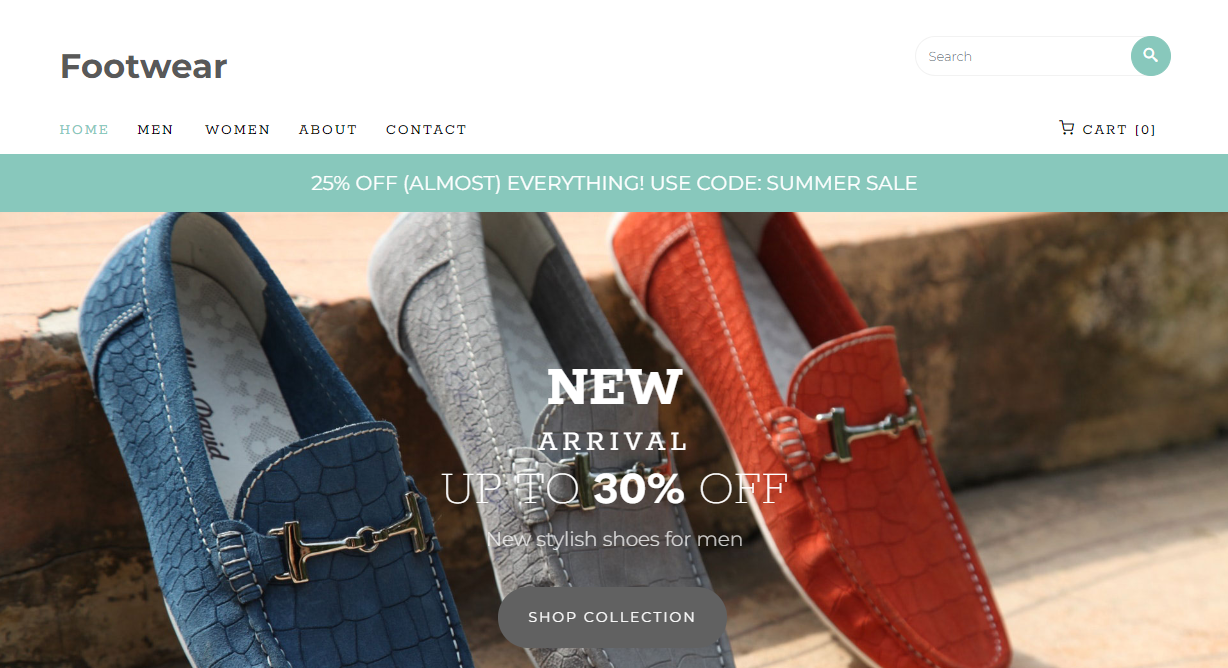 Footwear
Search
HOME MEN WOMEN ABOUT CONTACT
CART [0]
25% OFF (ALMOST) EVERYTHING! USE CODE: SUMMER SALE
NEW
ARRIVAL
UP TO 30% OFF
New stylish shoes for men
SHOP COLLECTION
David